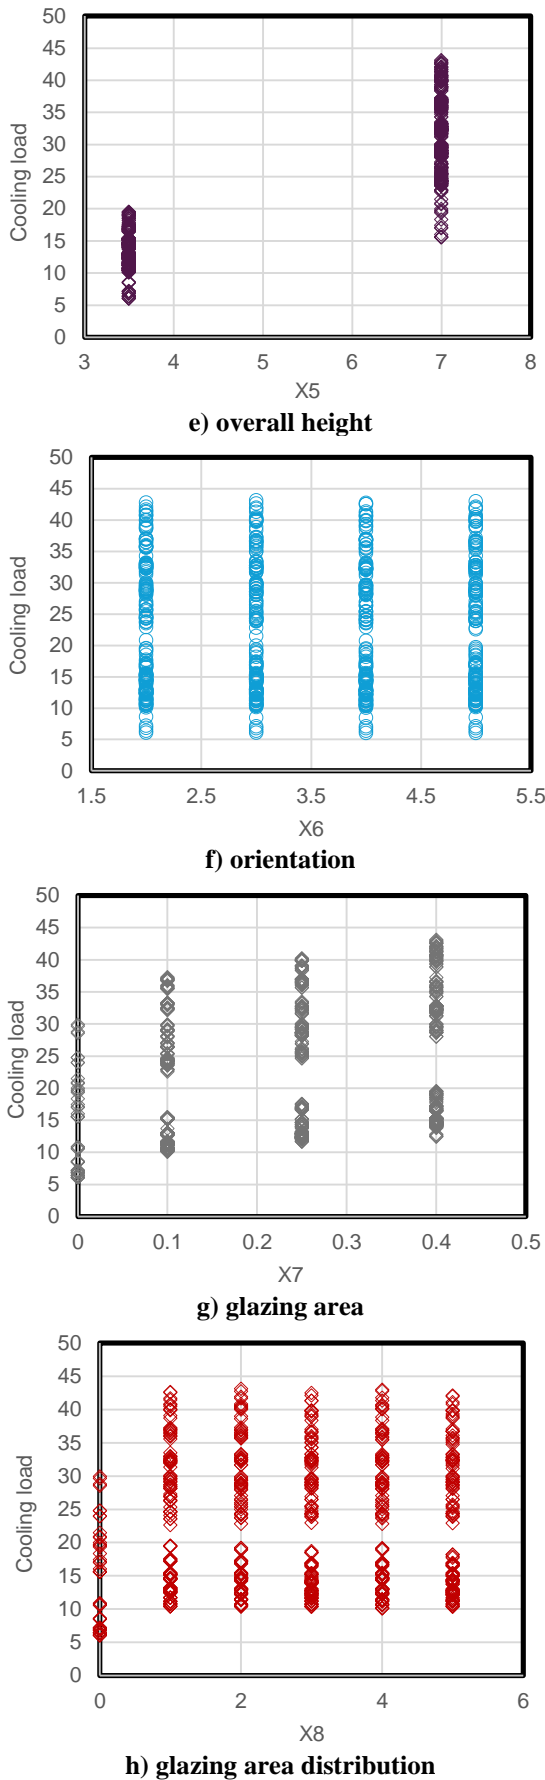 50
45
40
35
30
25
20
15
10
5
0
Cooling load
3 4 5 6 7 8
X5
e) overall height
50
45
40
35
30
25
20
15
10
5
0
Cooling load
1.5 2.5 3.5 4.5 5.5
X6
f) orientation
50
45
40
35
30
25
20
15
10
5
0
Cooling load
0 0.1 0.2 0.3 0.4 0.5
X7
g) glazing area
50
45
40
35
30
25
20
15
10
5
0
Cooling load
0 2 4 6
X8
h) glazing area distribution